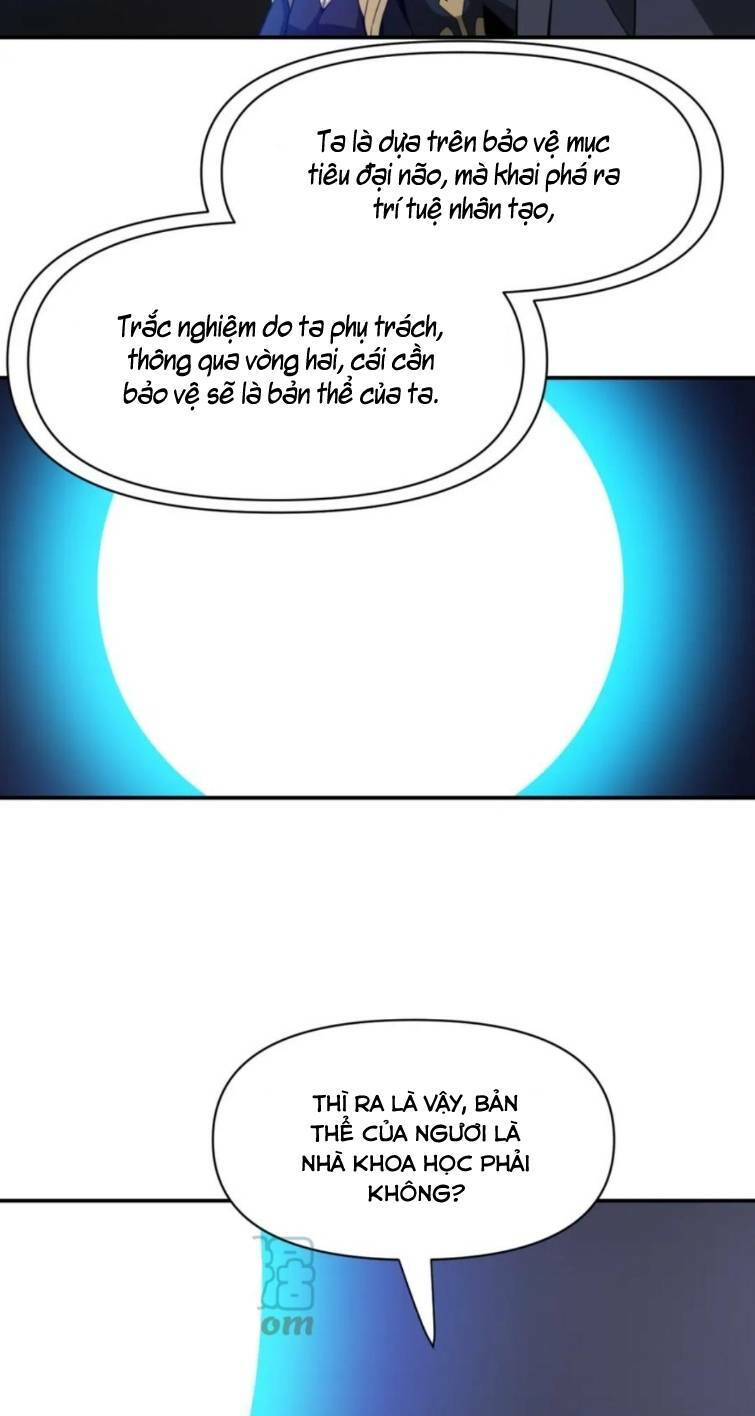 Ta là dựa trên bảo vệ mục
tiêu đại não, mà khai phá ra
trí tuệ nhân tạo,
Trắc nghiệm do ta phụ trách,
thông qua vòng hai, cái cần
bảo vệ sẽ là bản thể của ta.
THÌ RA LÀ VẬY, BẢN
THỂ CỦA NGƯƠI LÀ
NHÀ KHOA HỌC PHẢI
KHÔNG?
om